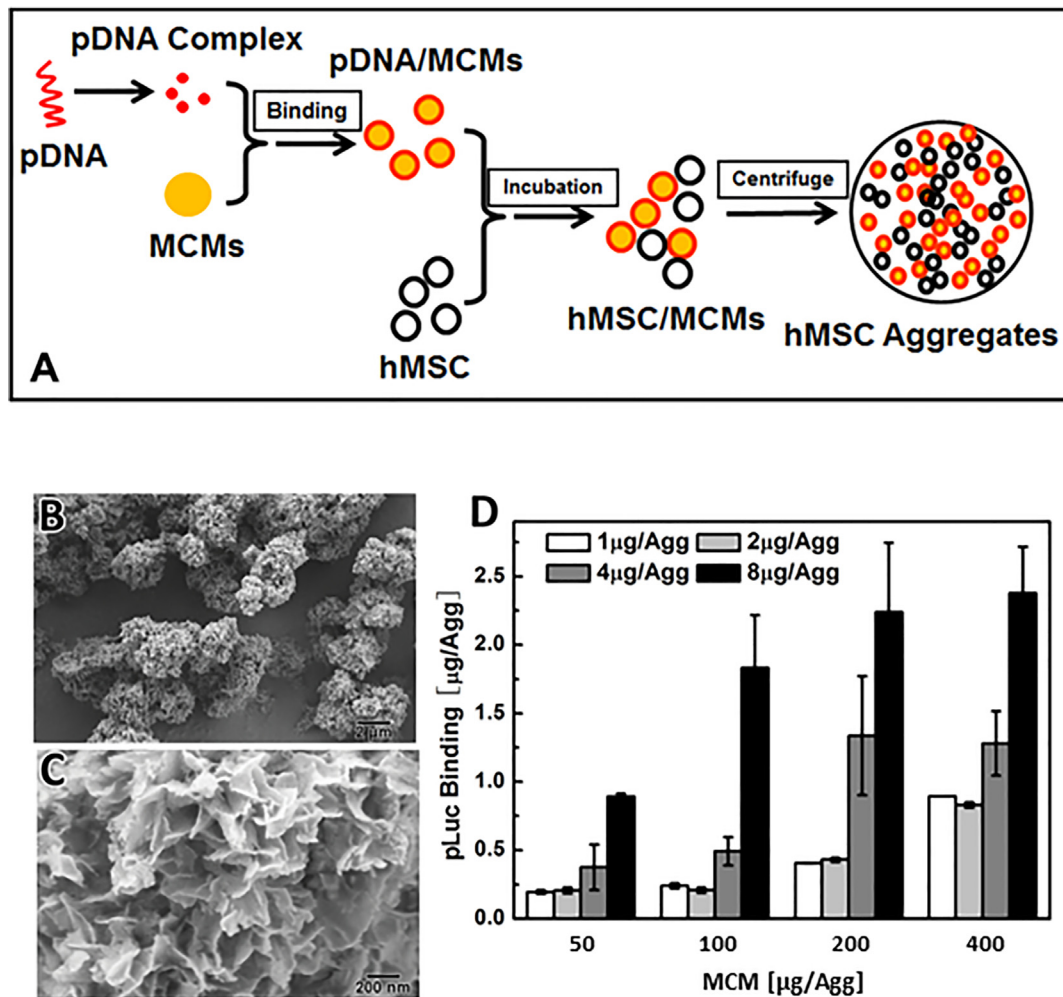 pDNA Complex
pDNA
MCMs
Binding
pDNA/MCMs
hMSC
Incubation
hMSC/MCMs
Centrifuge
hMSC Aggregates
A
B
2 μm
C
200 nm
D
1μg/Agg 2μg/Agg
4μg/Agg 8μg/Agg
pLuc Binding [μg/Agg]
2.5
2.0
1.5
1.0
0.5
0.0
50 100 200 400
MCM [μg/Agg]